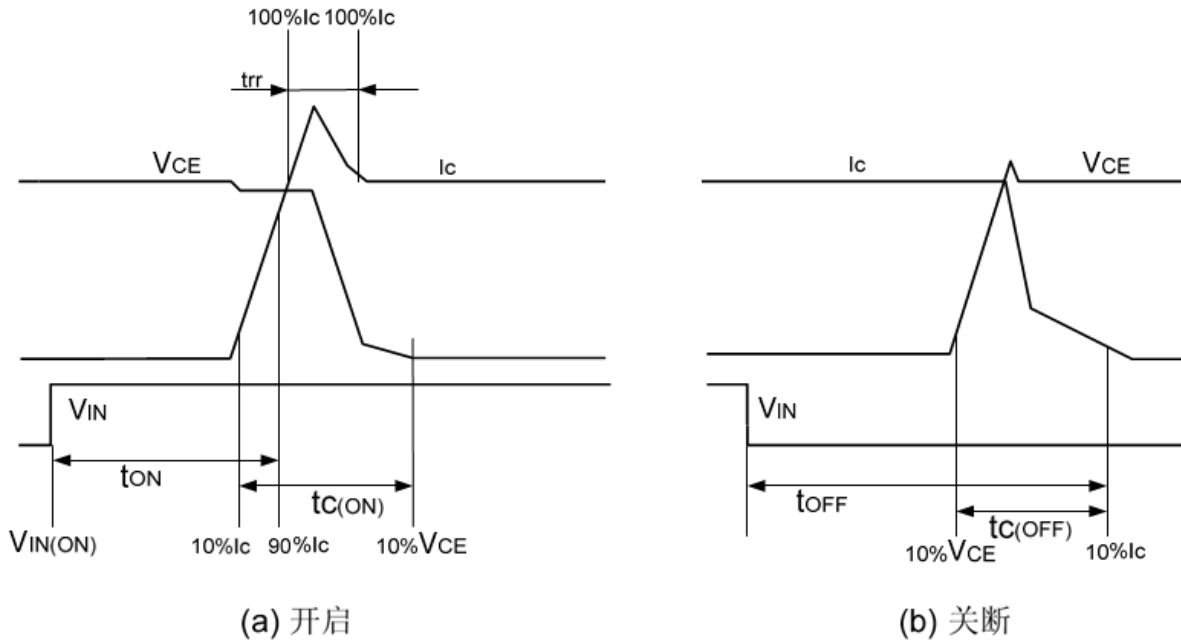 100%Ic 100%Ic
trr
VCE
Ic
VIN
tON
tc(ON)
VIN(ON)
10%Ic
90%Ic
10%VCE
(a) 开启
Ic
VCE
VIN
tOFF
tc(OFF)
10%VCE
10%Ic
(b) 关断